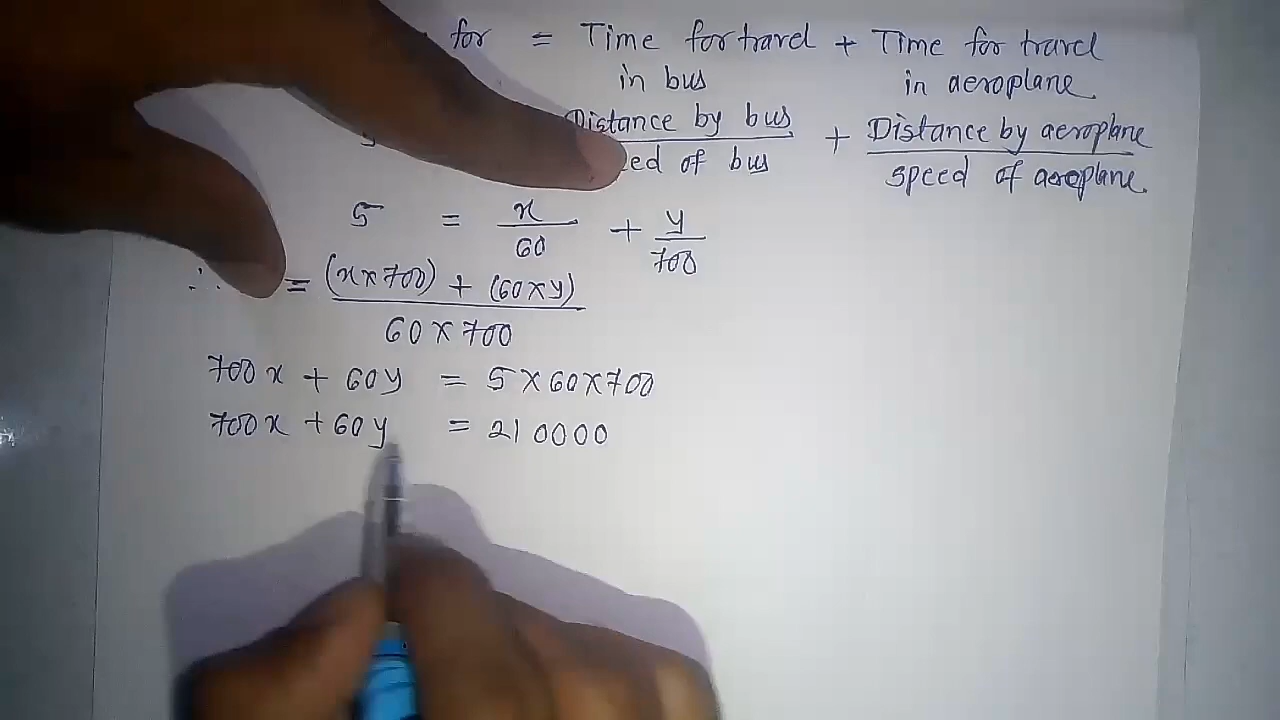 for = Time for travel + Time for travel
in bus in aeroplane
Distance by bus + Distance by aeroplane
of bus speed of aeroplane.
5 = x/60 + y/700
∴ = (x×700) + (60×y)
60×700
700x + 60y = 5×60×700
700x + 60y = 210000